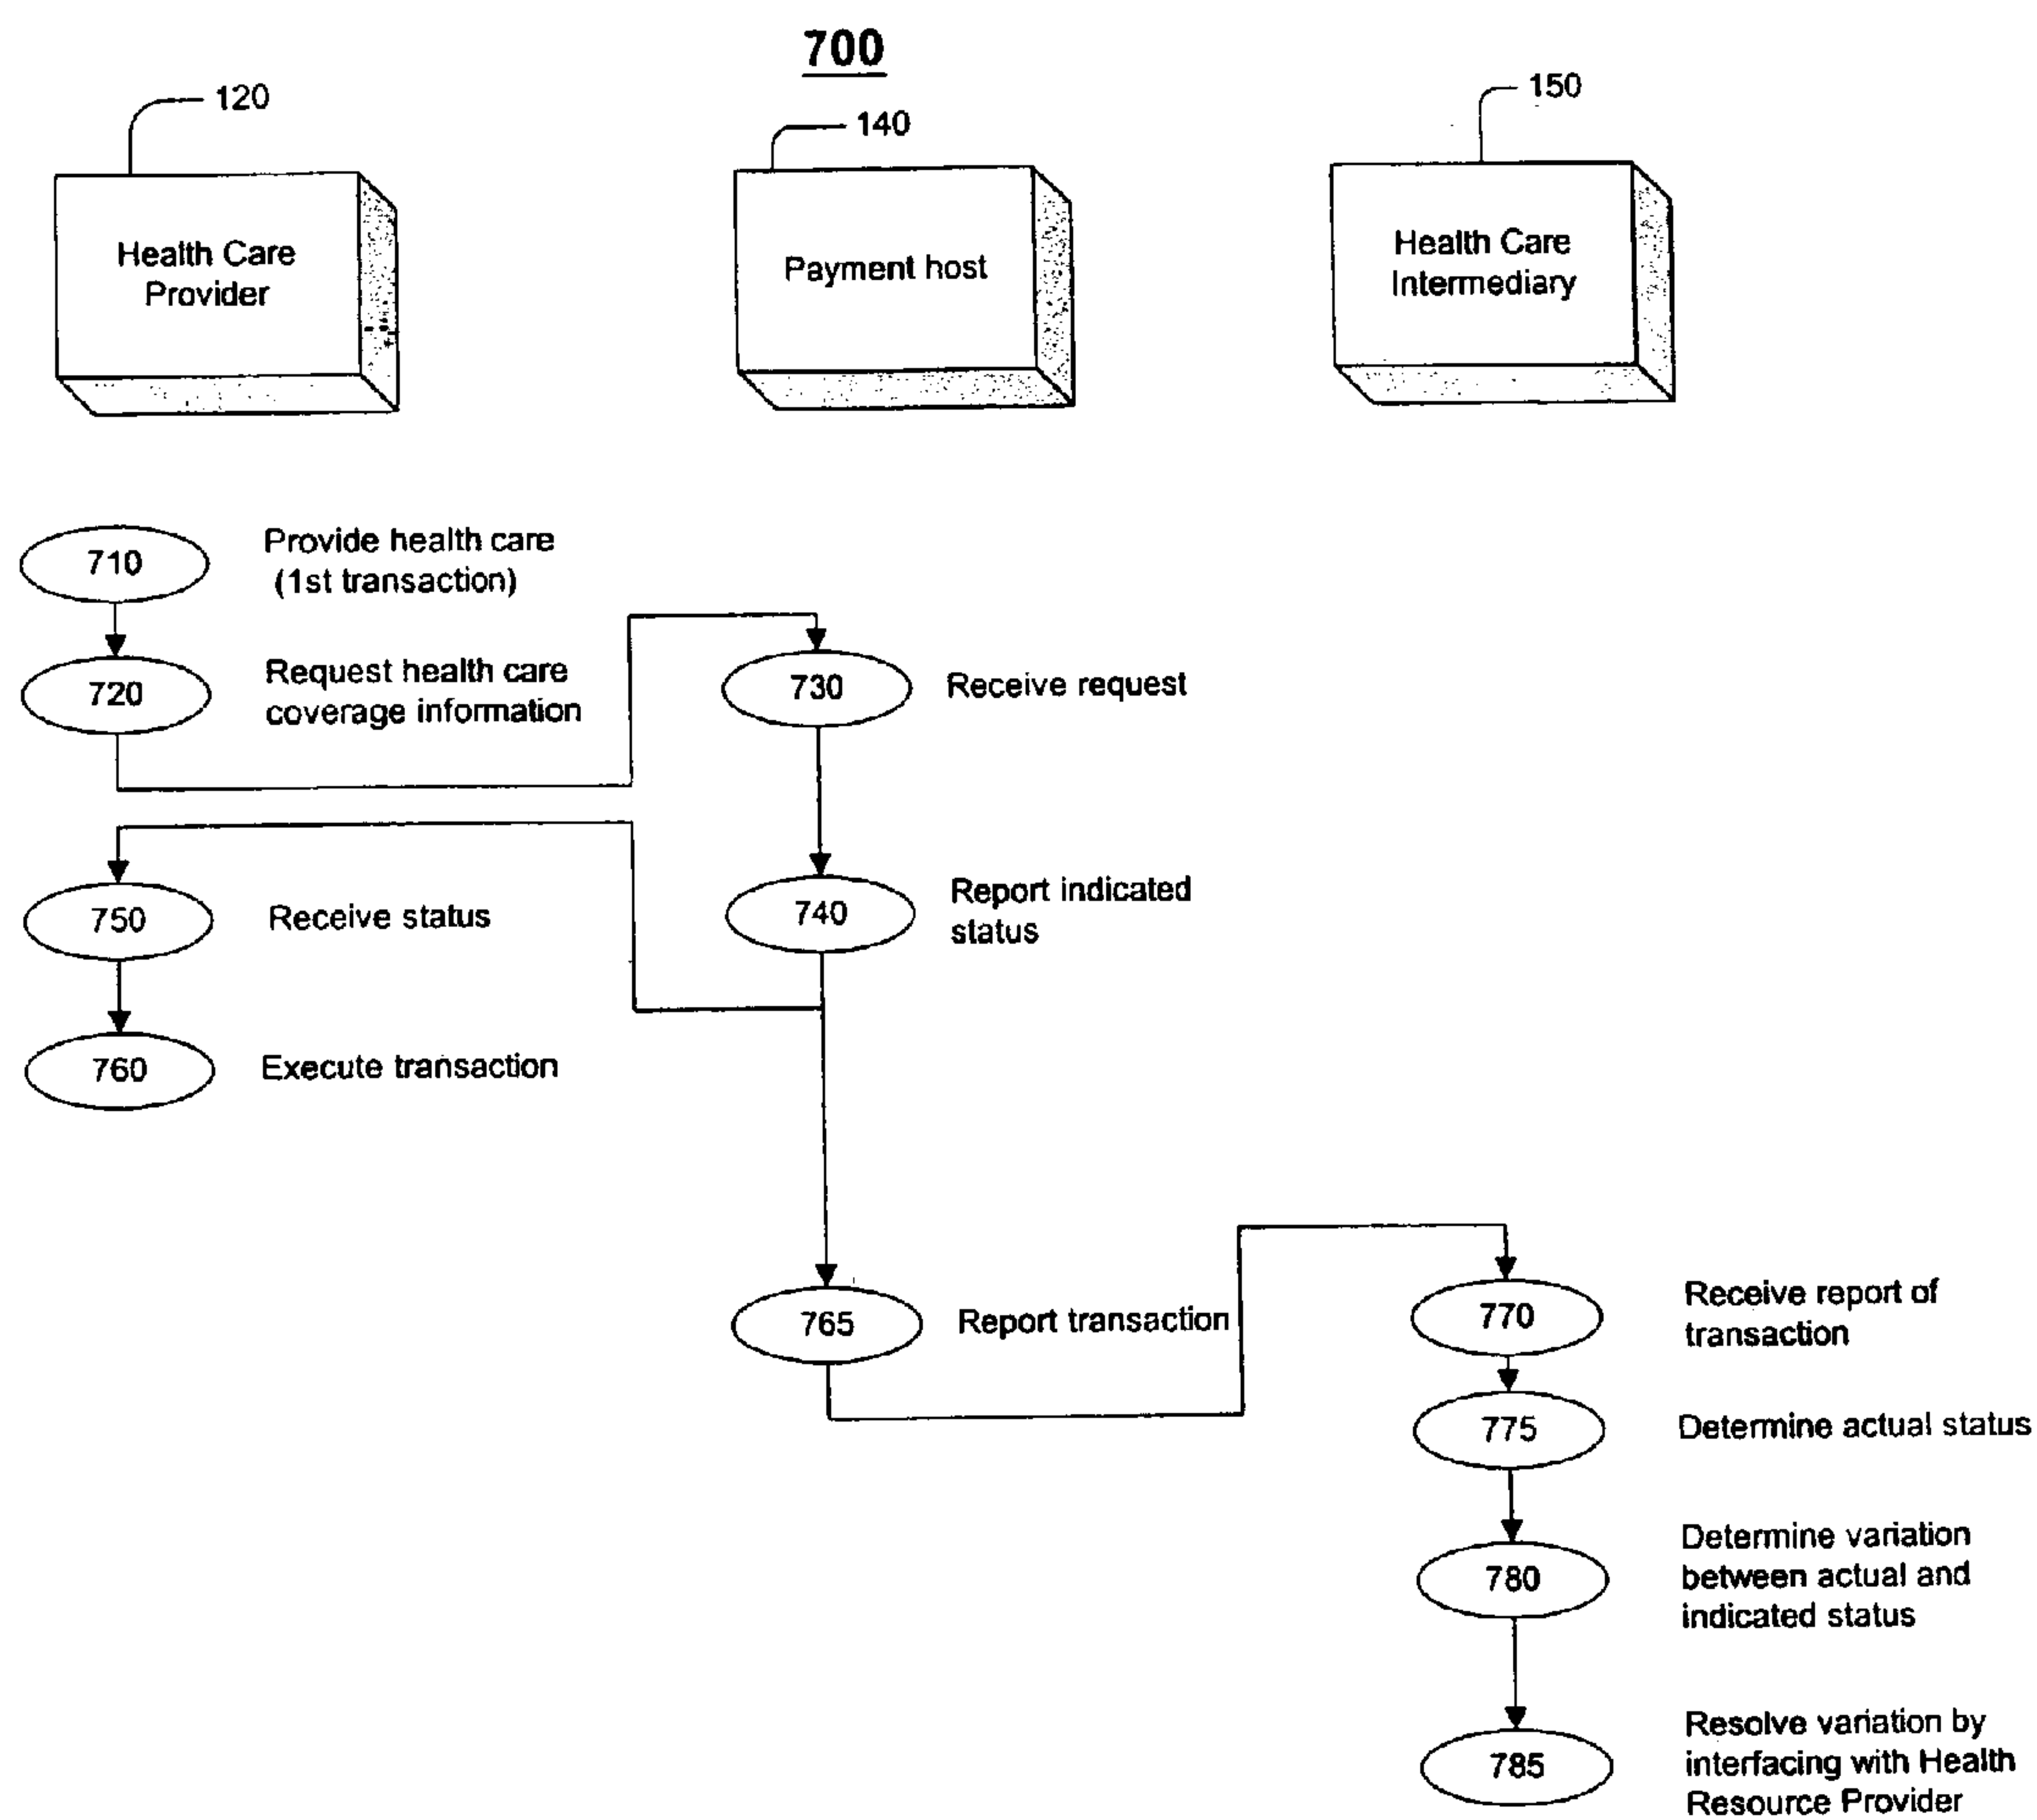 700
120
140
150
Health Care
Provider
Payment host
Health Care
Intermediary
710
Provide health care
(1st transaction)
720
Request health care
coverage information
730
Receive request
740
Report indicated
status
750
Receive status
760
Execute transaction
765
Report transaction
770
Receive report of
transaction
775
Determine actual status
780
Determine variation
between actual and
indicated status
785
Resolve variation by
interfacing with Health
Resource Provider